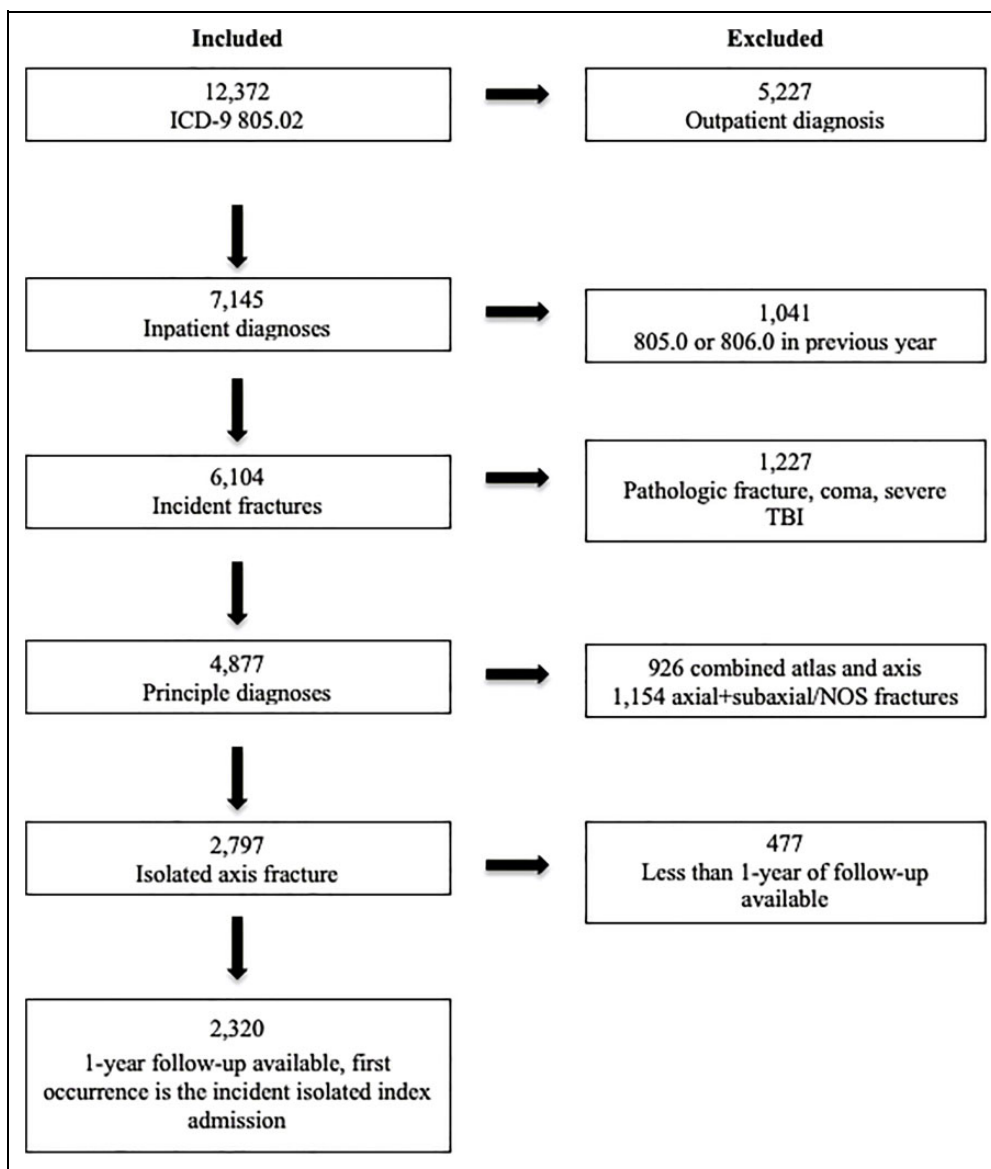 Included
Excluded
12,372
ICD-9 805.02
5,227
Outpatient diagnosis
7,145
Inpatient diagnoses
1,041
805.0 or 806.0 in previous year
6,104
Incident fractures
1,227
Pathologic fracture, coma, severe
TBI
4,877
Principle diagnoses
926 combined atlas and axis
1,154 axial+subaxial/NOS fractures
2,797
Isolated axis fracture
477
Less than 1-year of follow-up
available
2,320
1-year follow-up available, first
occurrence is the incident isolated index
admission